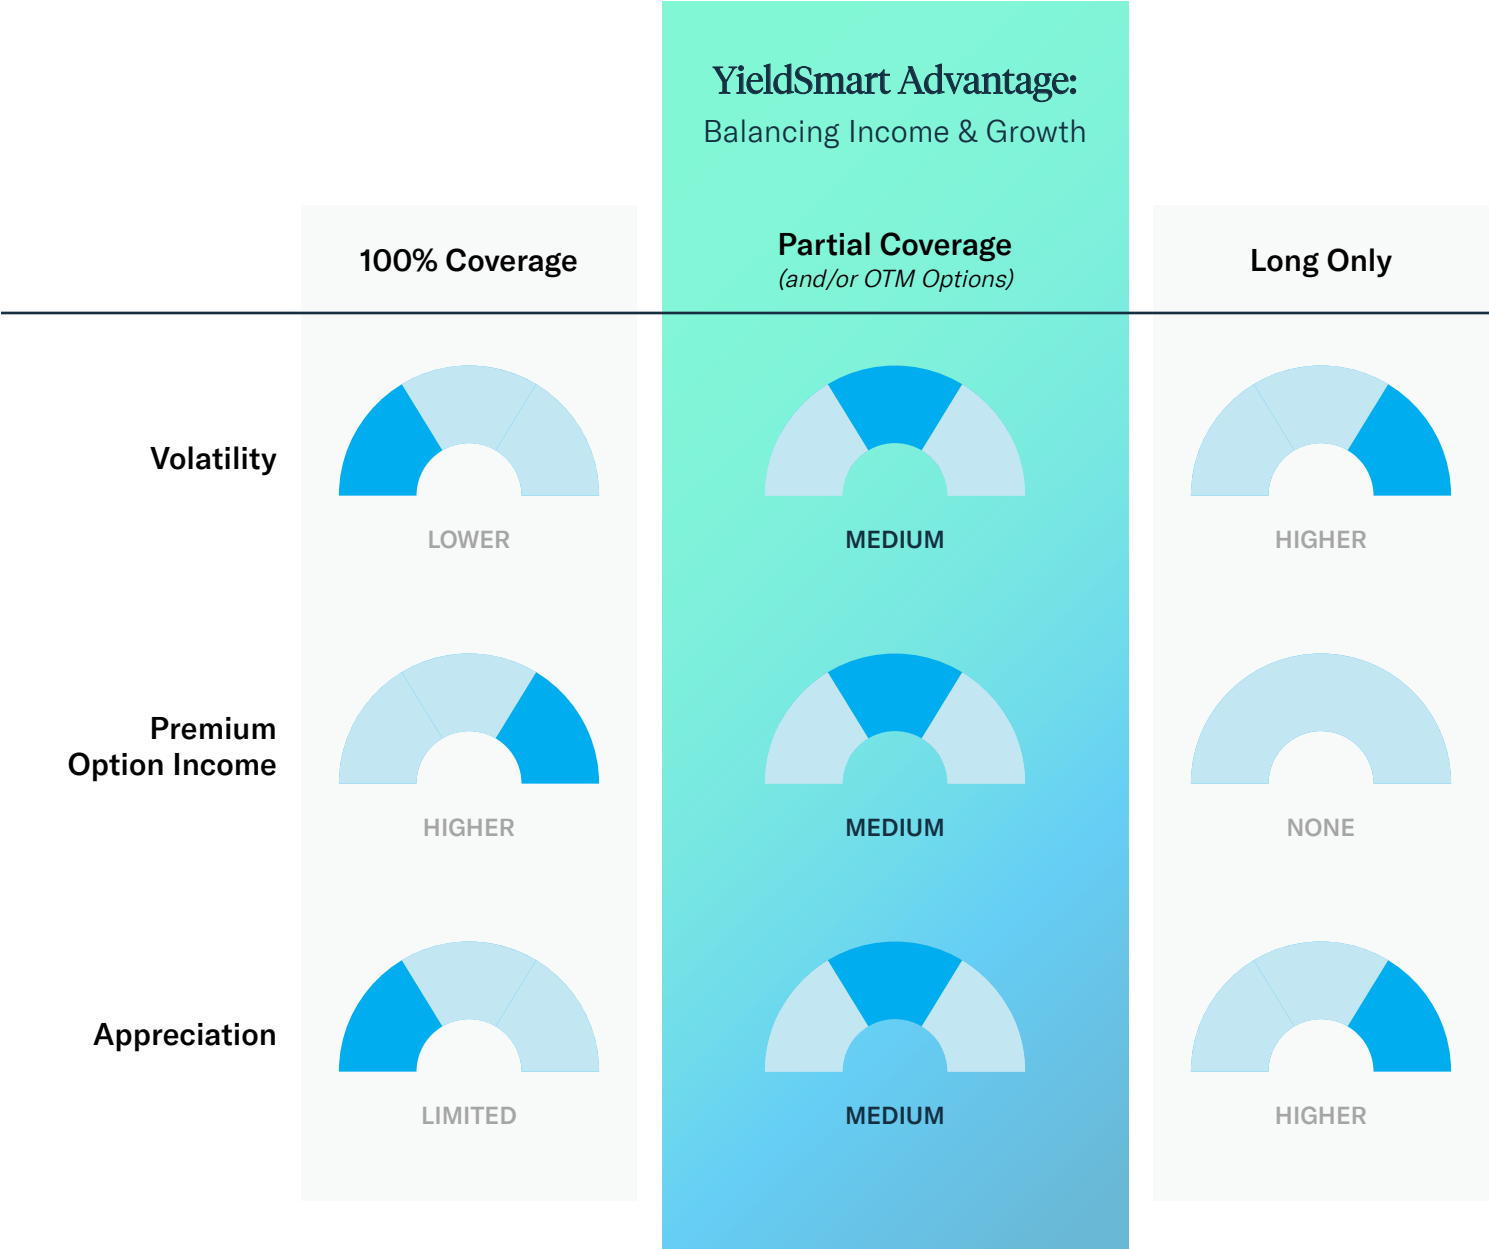 YieldSmart Advantage:
Balancing Income & Growth
100% Coverage
Partial Coverage
(and/or OTM Options)
Long Only
Volatility
LOWER
MEDIUM
HIGHER
Premium
Option Income
HIGHER
MEDIUM
NONE
Appreciation
LIMITED
MEDIUM
HIGHER